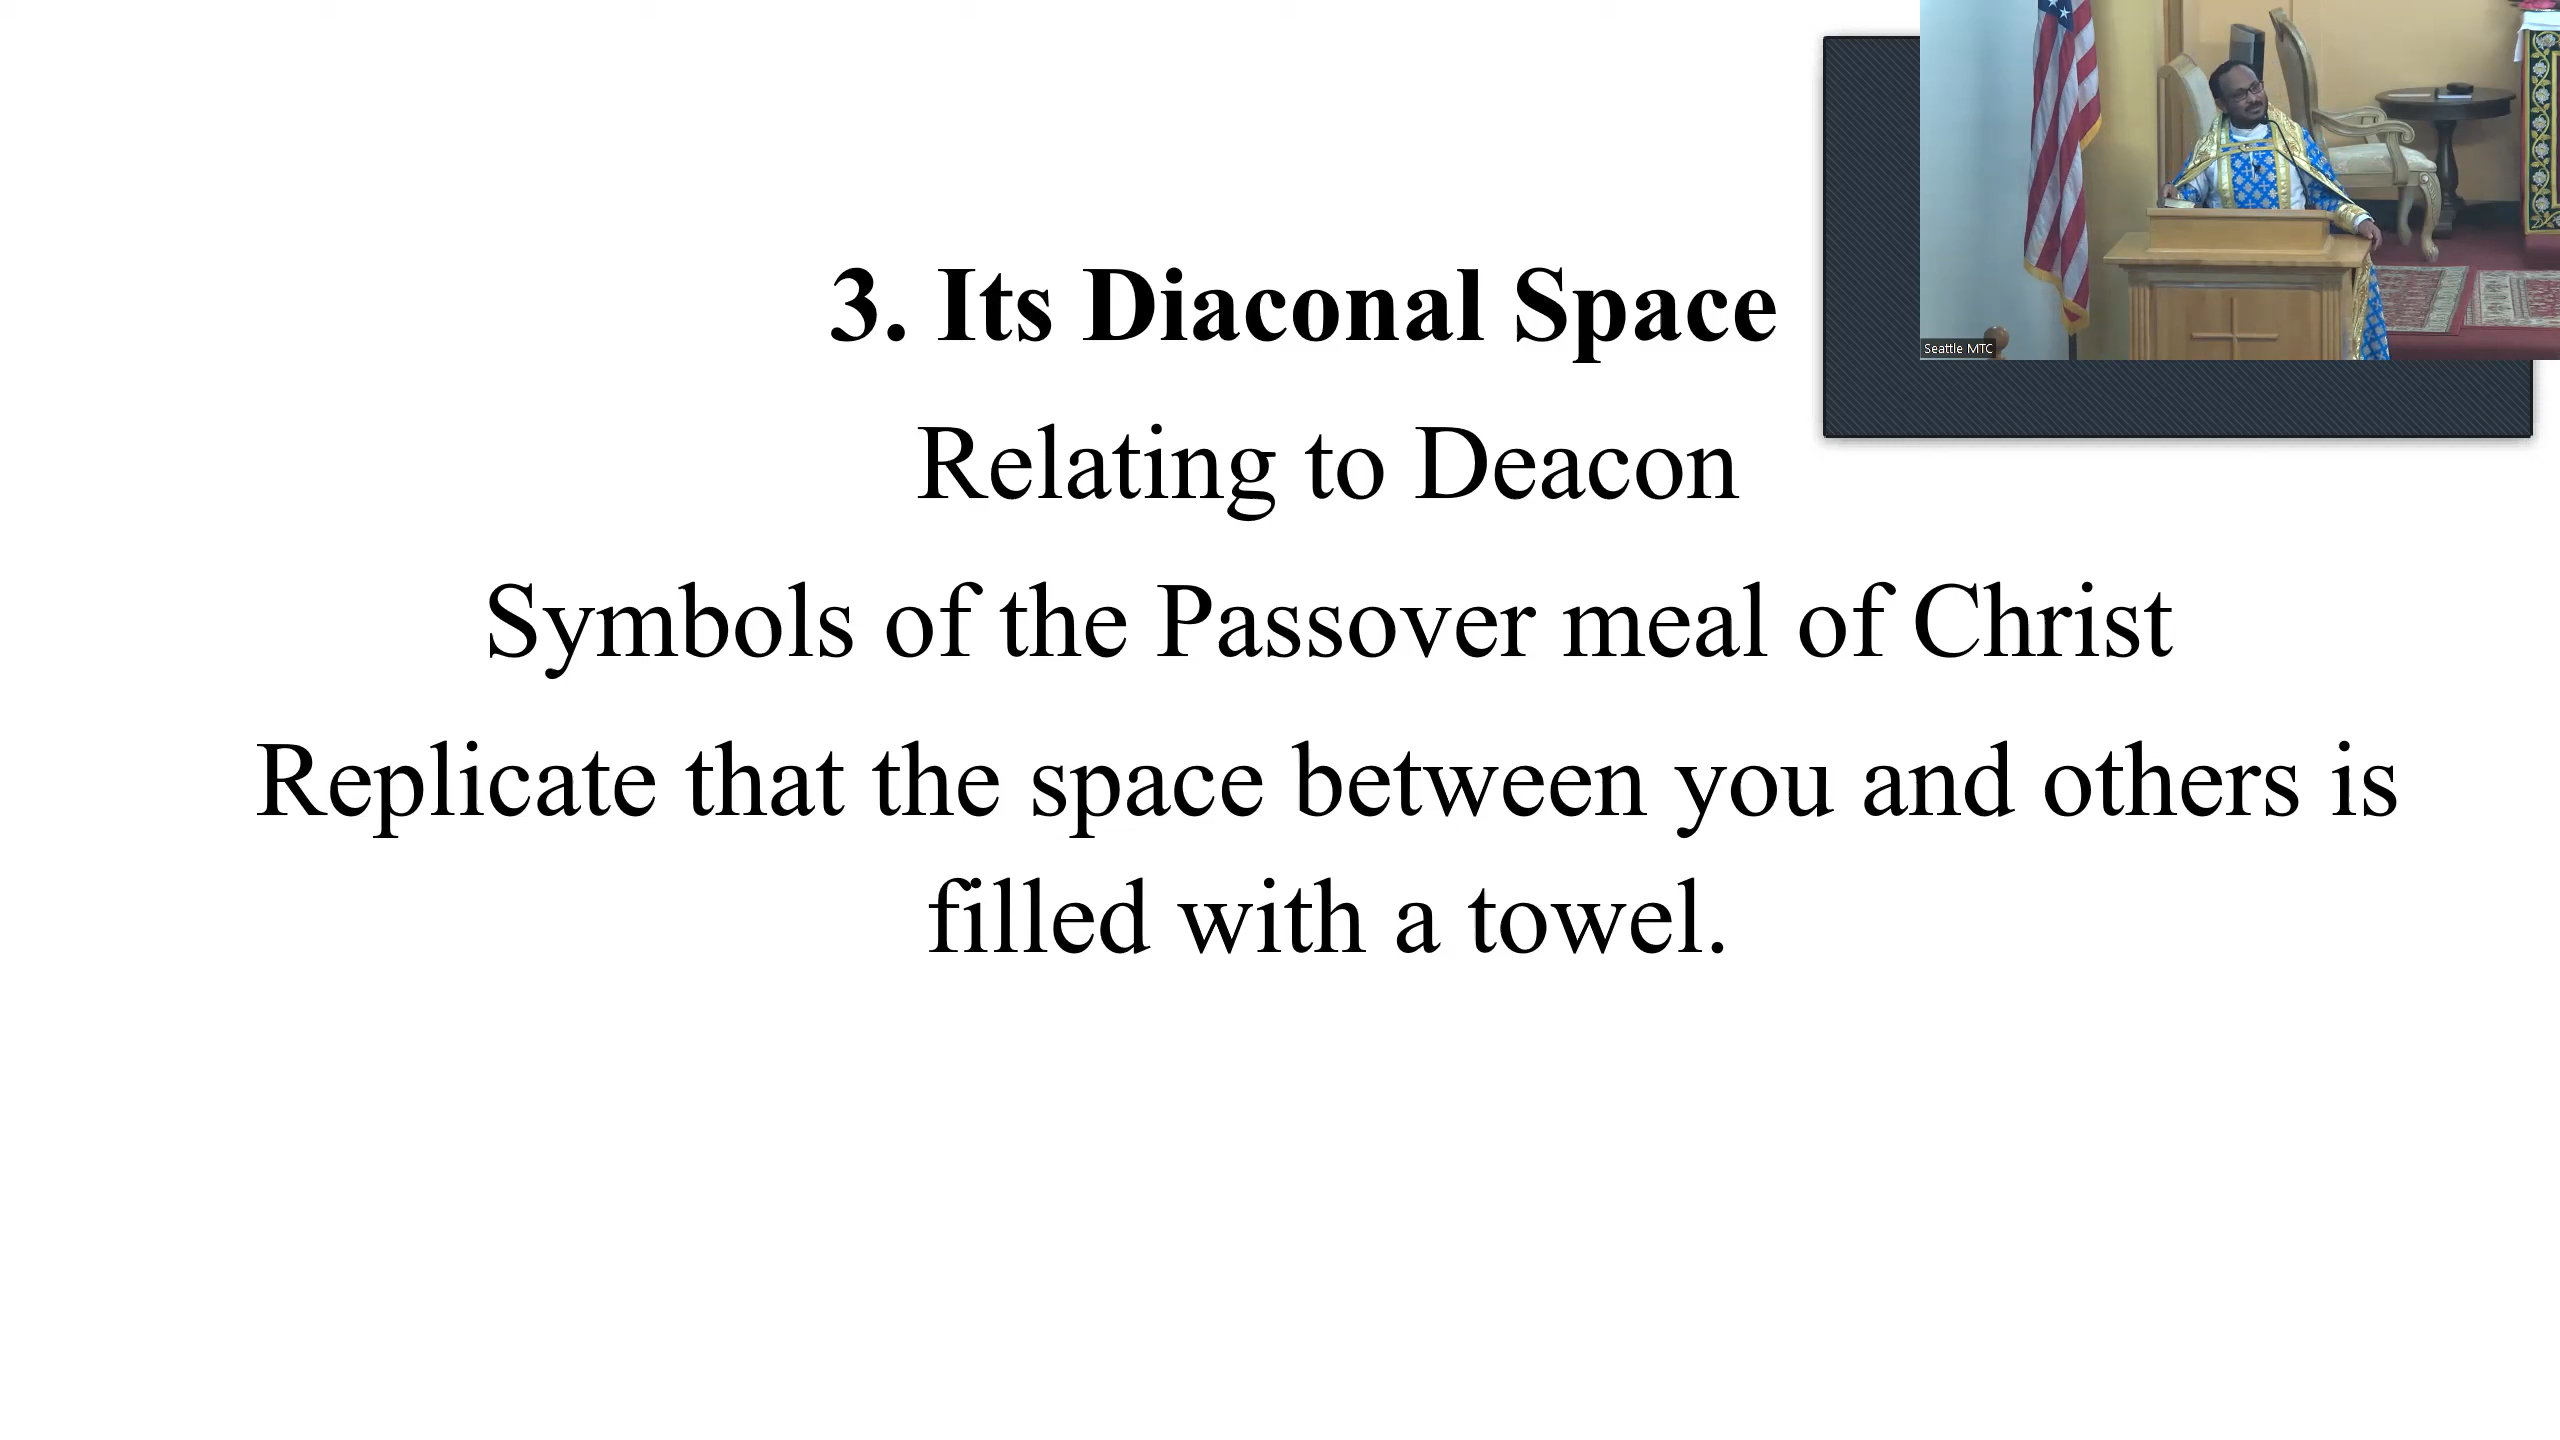 3. Its Diaconal Space
Relating to Deacon
Symbols of the Passover meal of Christ
Replicate that the space between you and others is
filled with a towel.
Seattle MTC